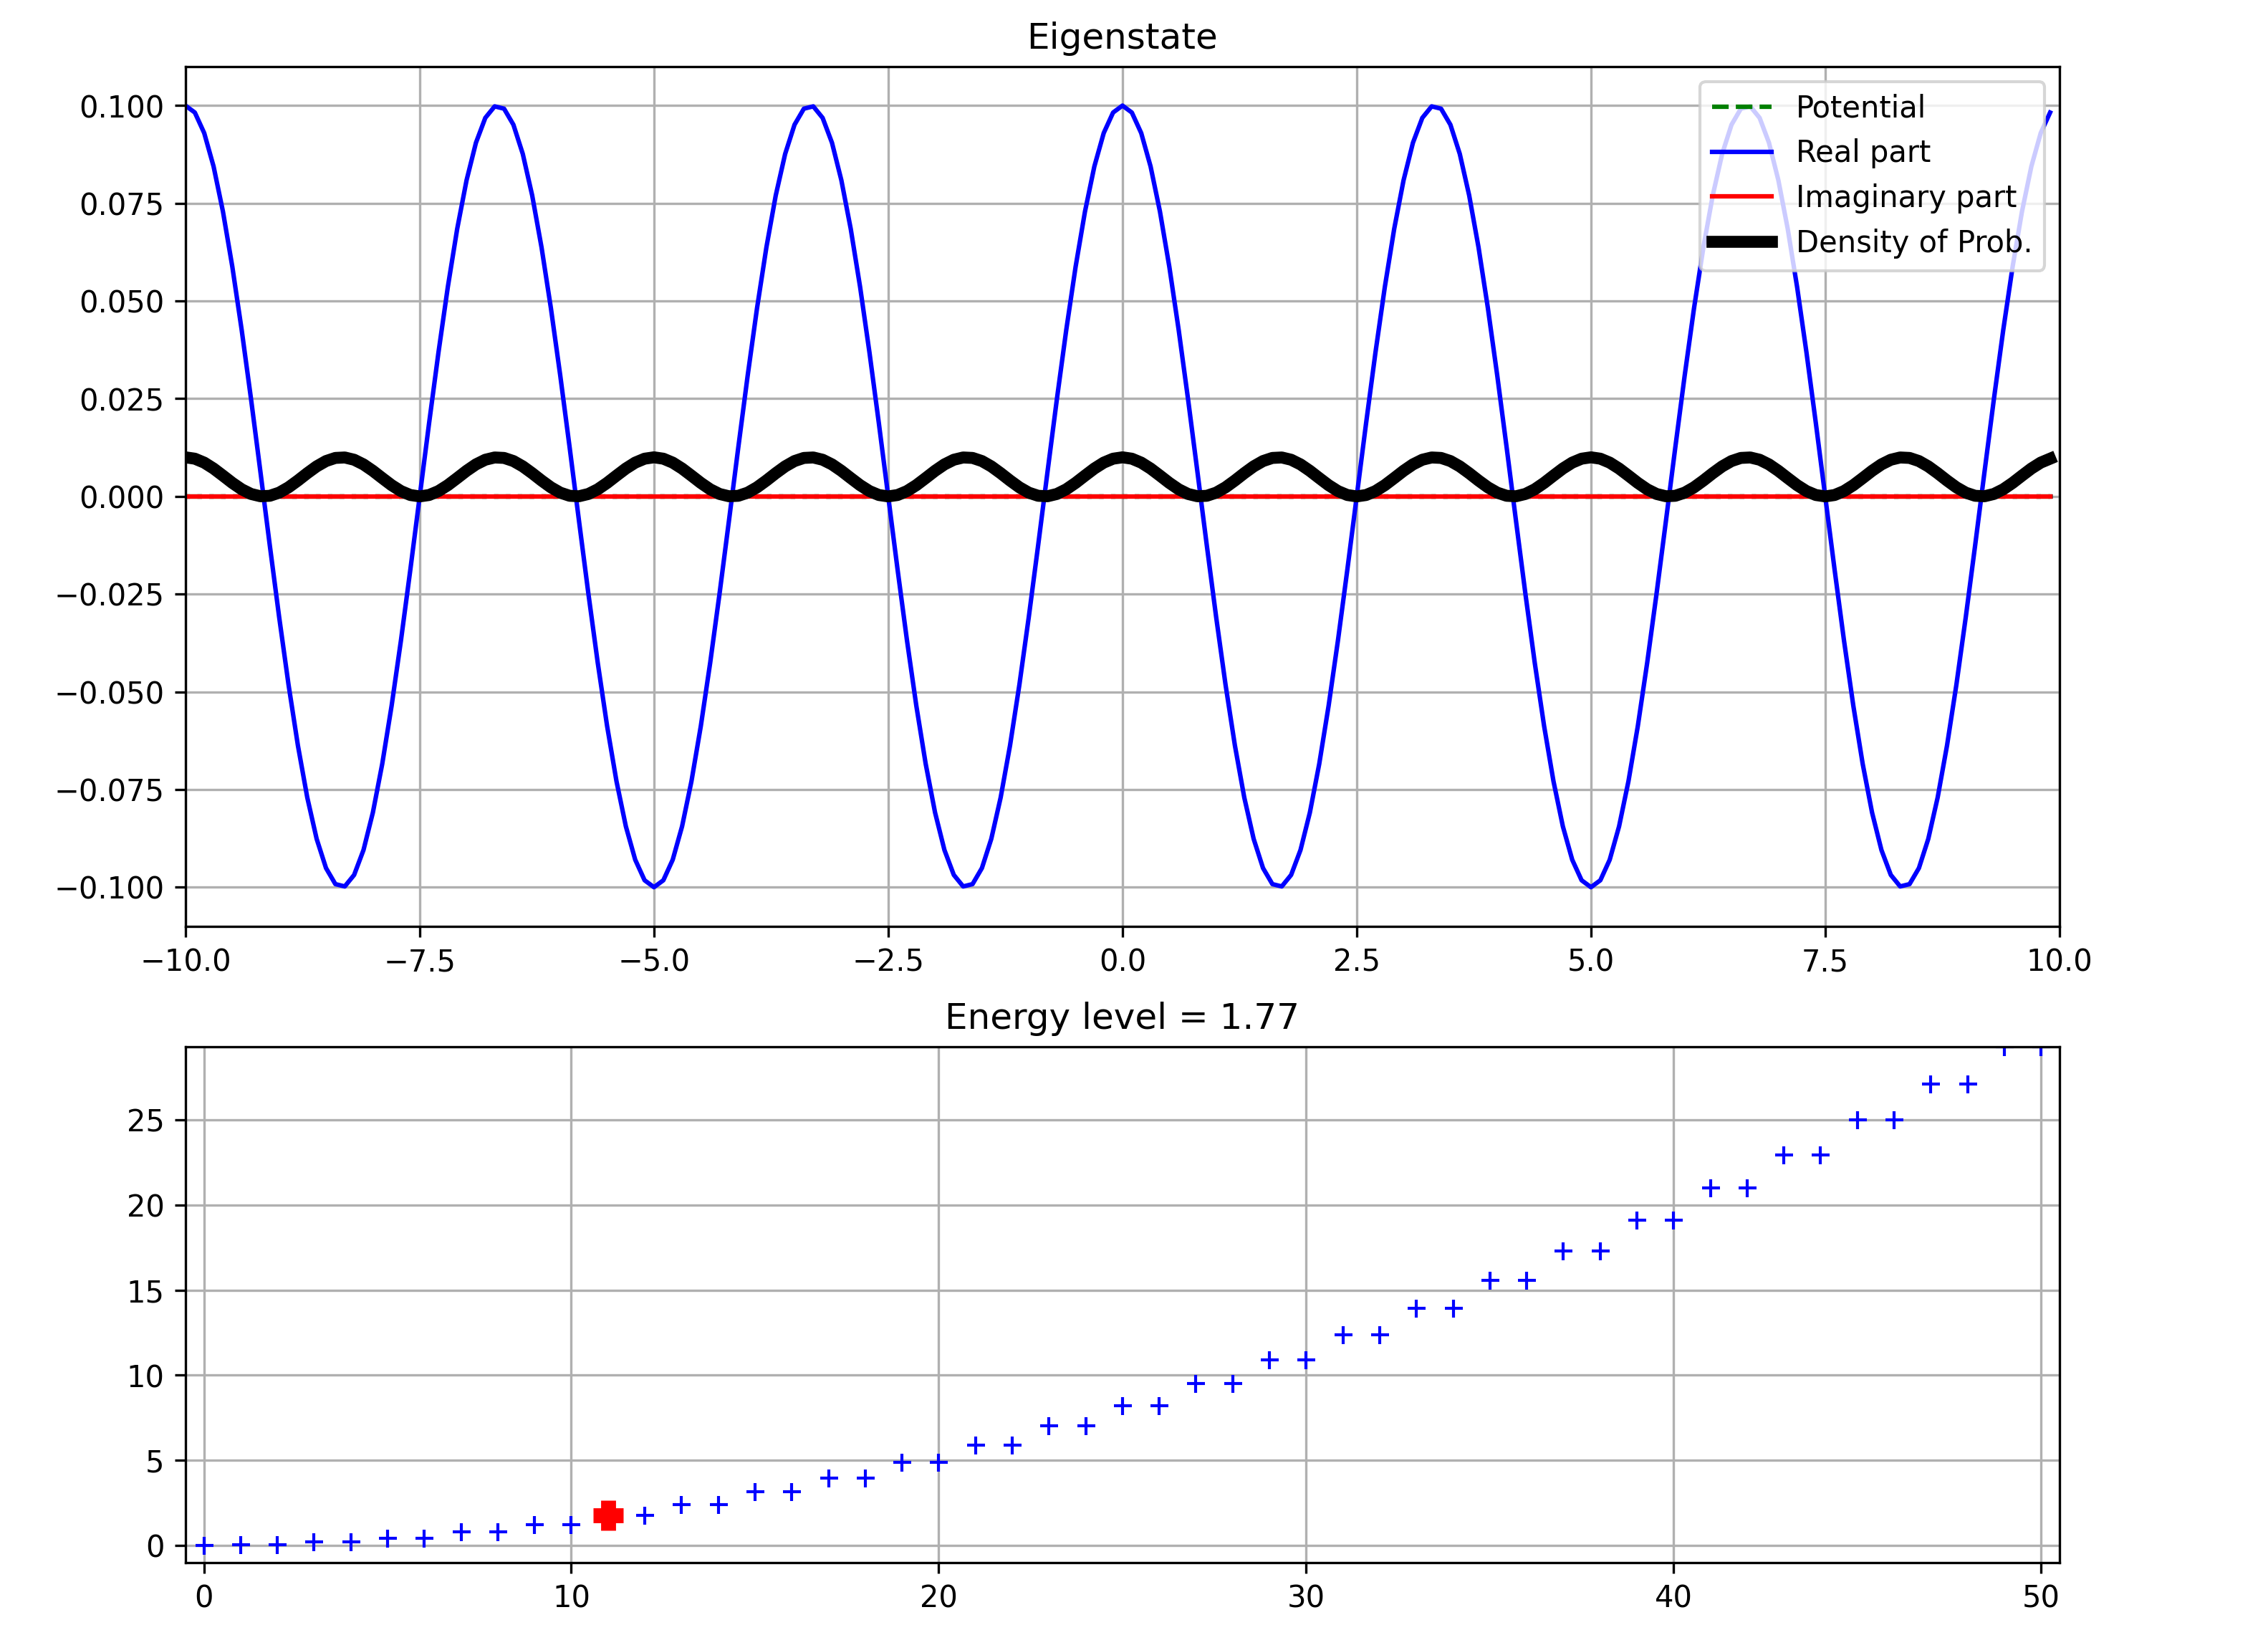 Eigenstate
0.100
0.075
0.050
0.025
0.000
−0.025
−0.050
−0.075
−0.100
Potential
Real part
Imaginary part
Density of Prob.
−10.0 −7.5 −5.0 −2.5 0.0 2.5 5.0 7.5 10.0
Energy level = 1.77
25
20
15
10
5
0
0 10 20 30 40 50